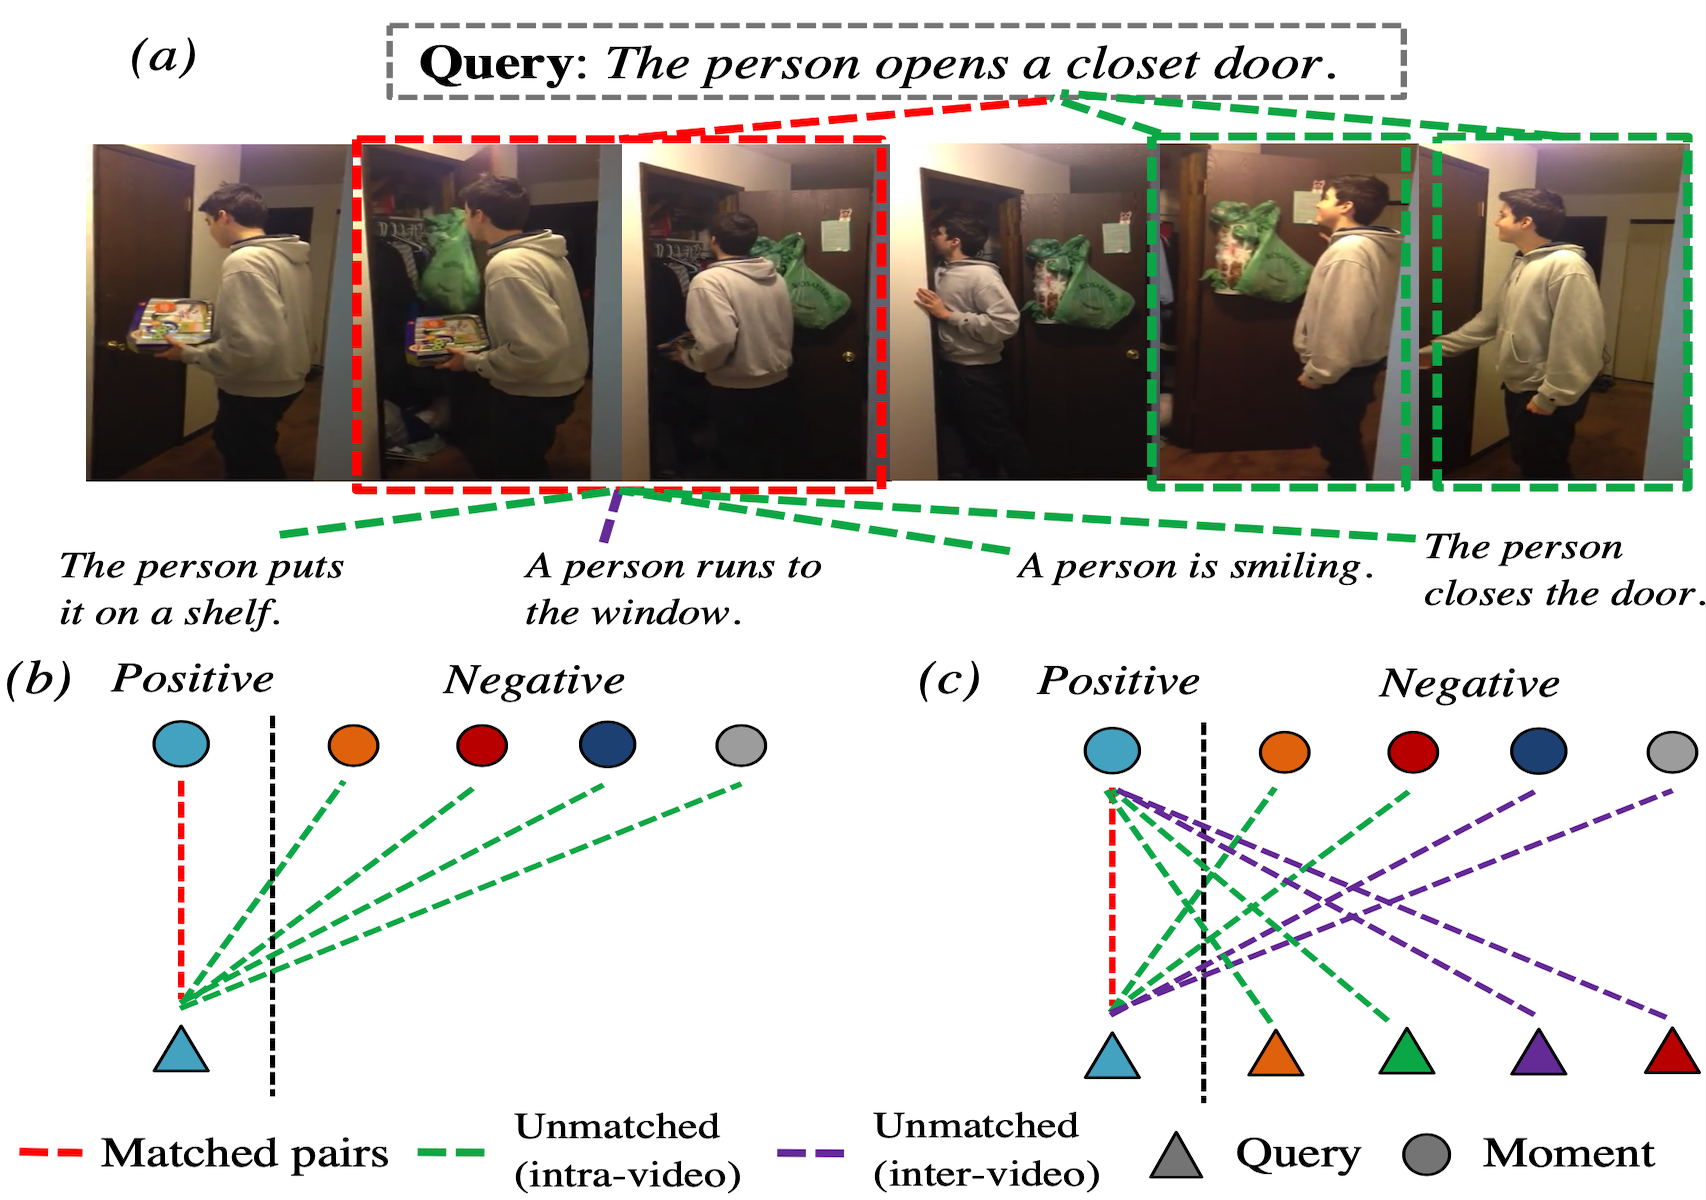 (a)
Query: The person opens a closet door.
The person puts
it on a shelf.
A person runs to
the window.
A person is smiling.
The person
closes the door.
(b) Positive Negative
(c) Positive Negative
Matched pairs
Unmatched
(intra-video)
Unmatched
(inter-video)
Query
Moment